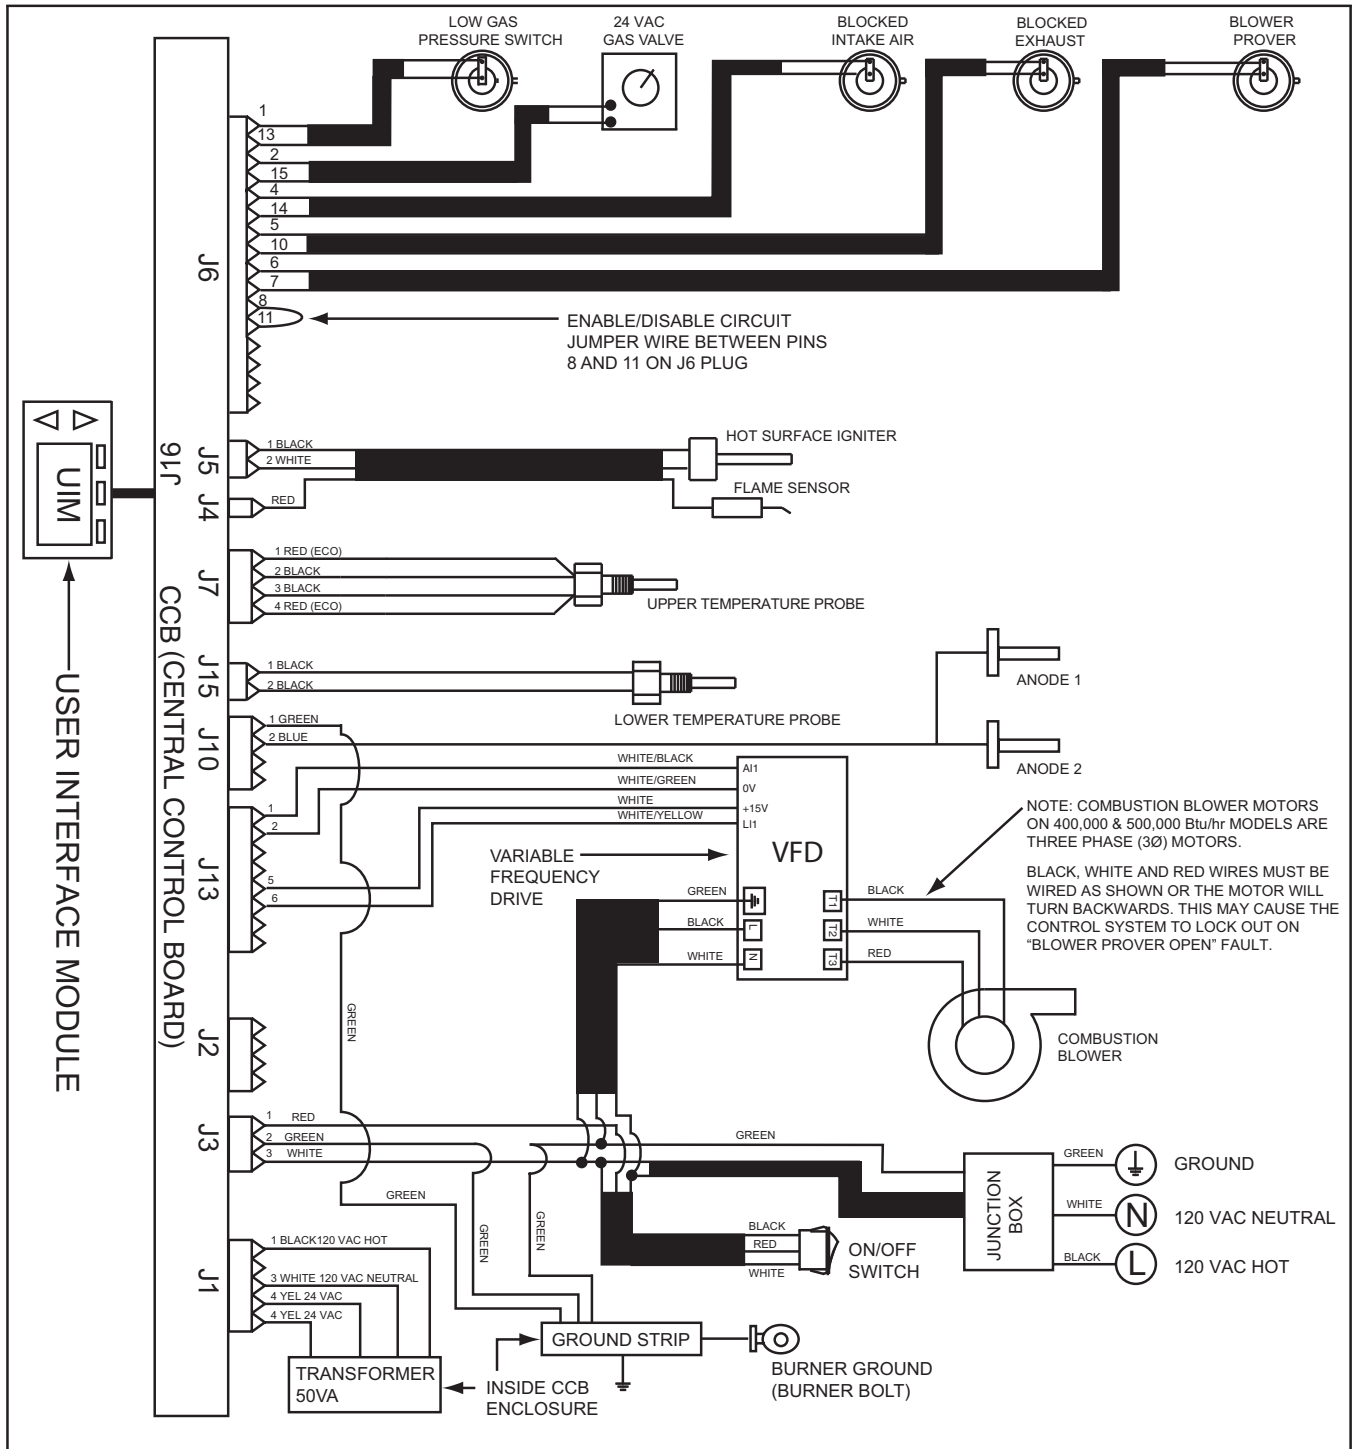 LOW GAS
PRESSURE SWITCH
24 VAC
GAS VALVE
BLOCKED
INTAKE AIR
BLOCKED
EXHAUST
BLOWER
PROVER
1
13
2
15
4
14
5
10
6
7
8
11
J6
ENABLE/DISABLE CIRCUIT
JUMPER WIRE BETWEEN PINS
8 AND 11 ON J6 PLUG
UIM
USER INTERFACE MODULE
J16
CCB (CENTRAL CONTROL BOARD)
J5
1 BLACK
2 WHITE
HOT SURFACE IGNITER
J4
RED
FLAME SENSOR
J7
1 RED (ECO)
2 BLACK
3 BLACK
4 RED (ECO)
UPPER TEMPERATURE PROBE
J15
1 BLACK
2 BLACK
LOWER TEMPERATURE PROBE
ANODE 1
ANODE 2
J10
1 GREEN
2 BLUE
J13
1
2
5
6
WHITE/BLACK
WHITE/GREEN
WHITE
WHITE/YELLOW
AI1
0V
+15V
LI1
VFD
VARIABLE
FREQUENCY
DRIVE
GREEN
BLACK
WHITE
L
N
T1
T2
T3
BLACK
WHITE
RED
NOTE: COMBUSTION BLOWER MOTORS
ON 400,000 & 500,000 Btu/hr MODELS ARE
THREE PHASE (3Ø) MOTORS.
BLACK, WHITE AND RED WIRES MUST BE
WIRED AS SHOWN OR THE MOTOR WILL
TURN BACKWARDS. THIS MAY CAUSE THE
CONTROL SYSTEM TO LOCK OUT ON
“BLOWER PROVER OPEN” FAULT.
COMBUSTION
BLOWER
GREEN
J2
J3
1 RED
2 GREEN
3 WHITE
GREEN
GREEN
GREEN
GREEN
JUNCTION
BOX
GREEN
GROUND
WHITE
N
120 VAC NEUTRAL
BLACK
L
120 VAC HOT
BLACK
RED
WHITE
ON/OFF
SWITCH
J1
1 BLACK120 VAC HOT
3 WHITE 120 VAC NEUTRAL
4 YEL 24 VAC
4 YEL 24 VAC
TRANSFORMER
50VA
INSIDE CCB
ENCLOSURE
GROUND STRIP
BURNER GROUND
(BURNER BOLT)